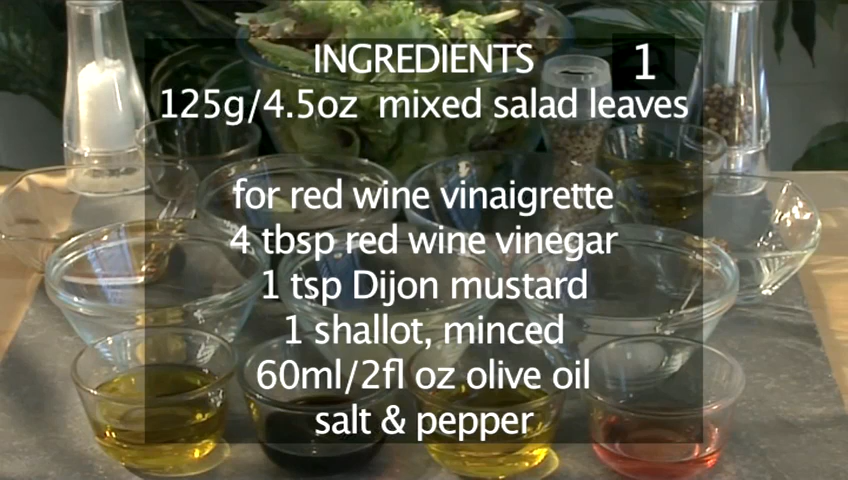 INGREDIENTS
1
125g/4.5oz mixed salad leaves
for red wine vinaigrette
4 tbsp red wine vinegar
1 tsp Dijon mustard
1 shallot, minced
60ml/2fl oz olive oil
salt & pepper